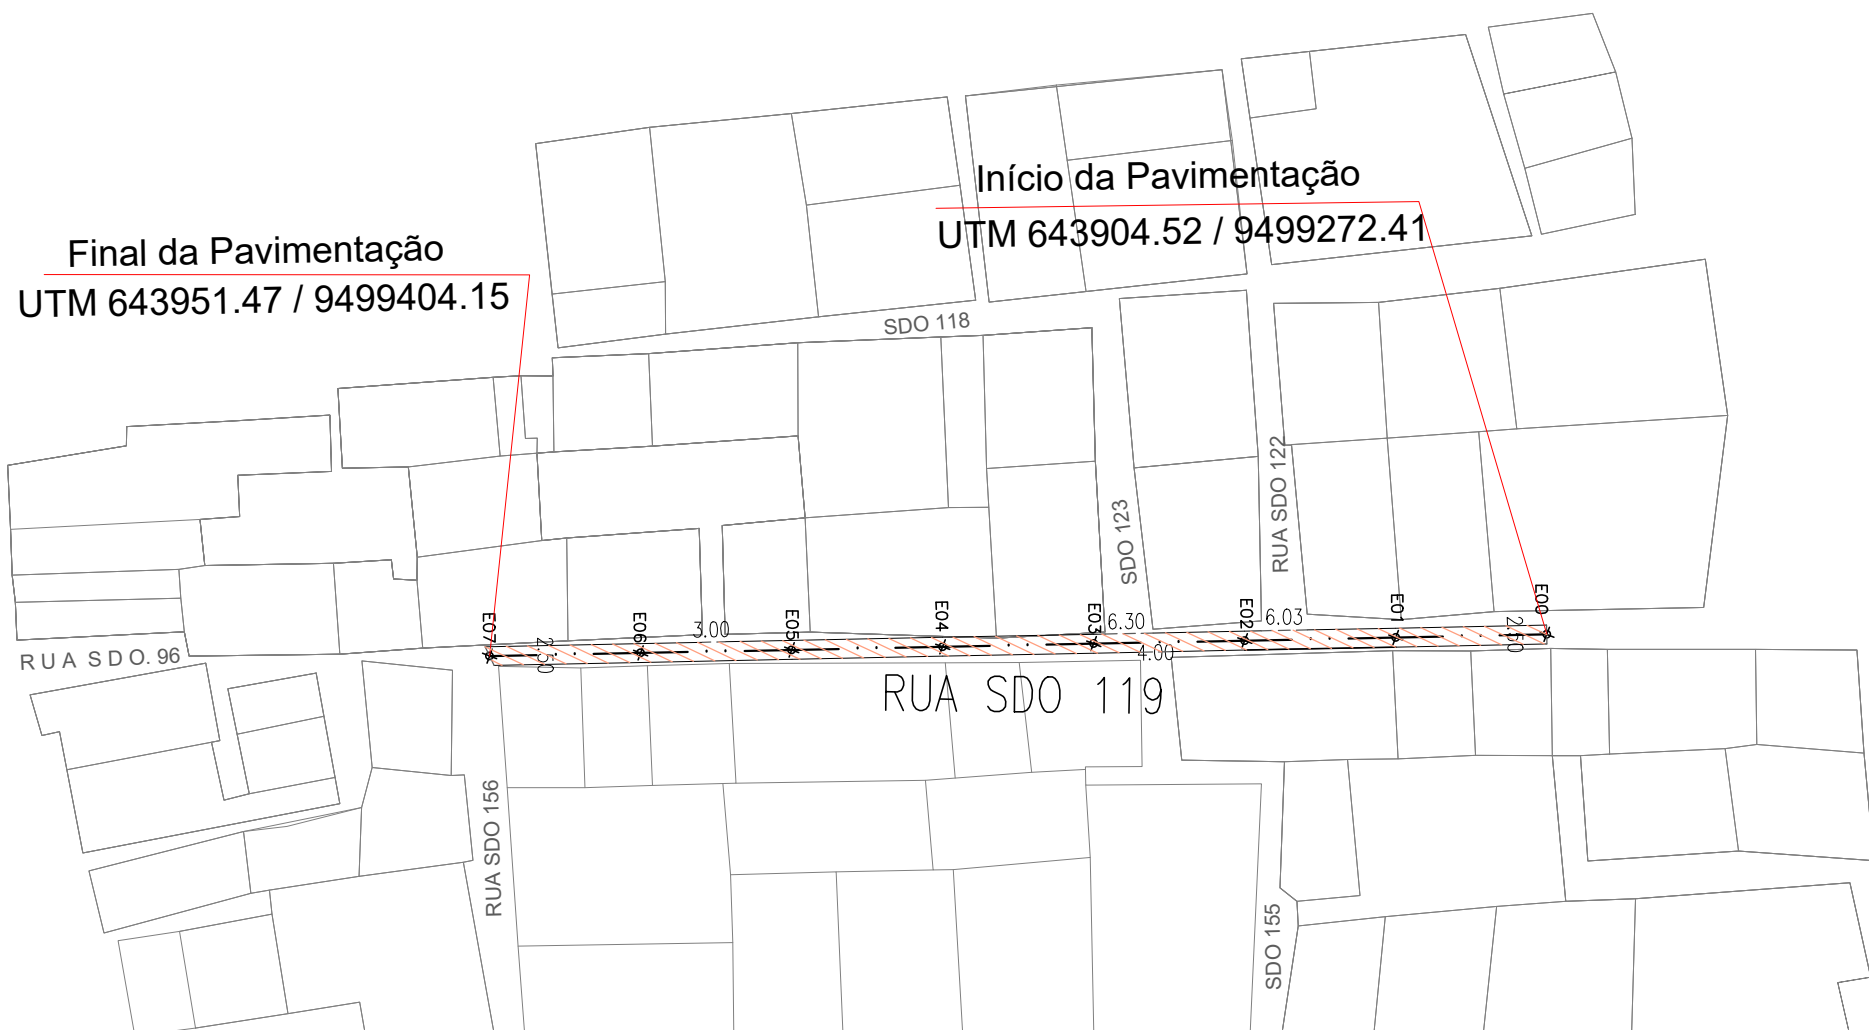 Início da Pavimentação
UTM 643904.52 / 9499272.41
Final da Pavimentação
UTM 643951.47 / 9499404.15
SDO 118
SDO 123
RUA SDO 122
E07
E06
E05
E04
E03
E02
E01
E00
2.50
3.00
6.30
4.00
6.03
2.50
RUA SDO. 96
RUA SDO 119
RUA SDO 156
SDO 155